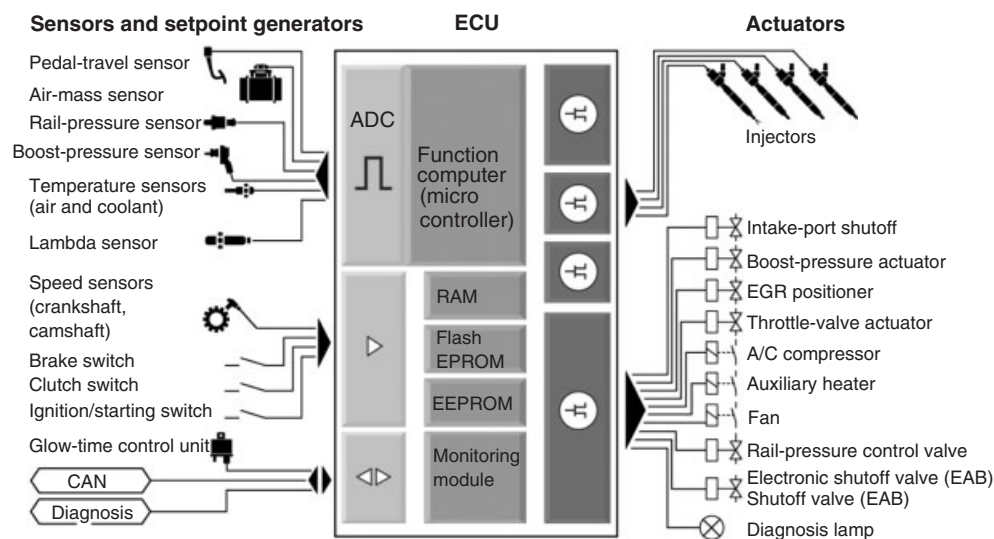 Sensors and setpoint generators
ECU
Actuators
Pedal-travel sensor
Air-mass sensor
Rail-pressure sensor
Boost-pressure sensor
Temperature sensors
(air and coolant)
Lambda sensor
Speed sensors
(crankshaft,
camshaft)
Brake switch
Clutch switch
Ignition/starting switch
Glow-time control unit
CAN
Diagnosis
ADC
Function
computer
(micro
controller)
RAM
Flash
EPROM
EEPROM
Monitoring
module
Injectors
Intake-port shutoff
Boost-pressure actuator
EGR positioner
Throttle-valve actuator
A/C compressor
Auxiliary heater
Fan
Rail-pressure control valve
Electronic shutoff valve (EAB)
Shutoff valve (EAB)
Diagnosis lamp